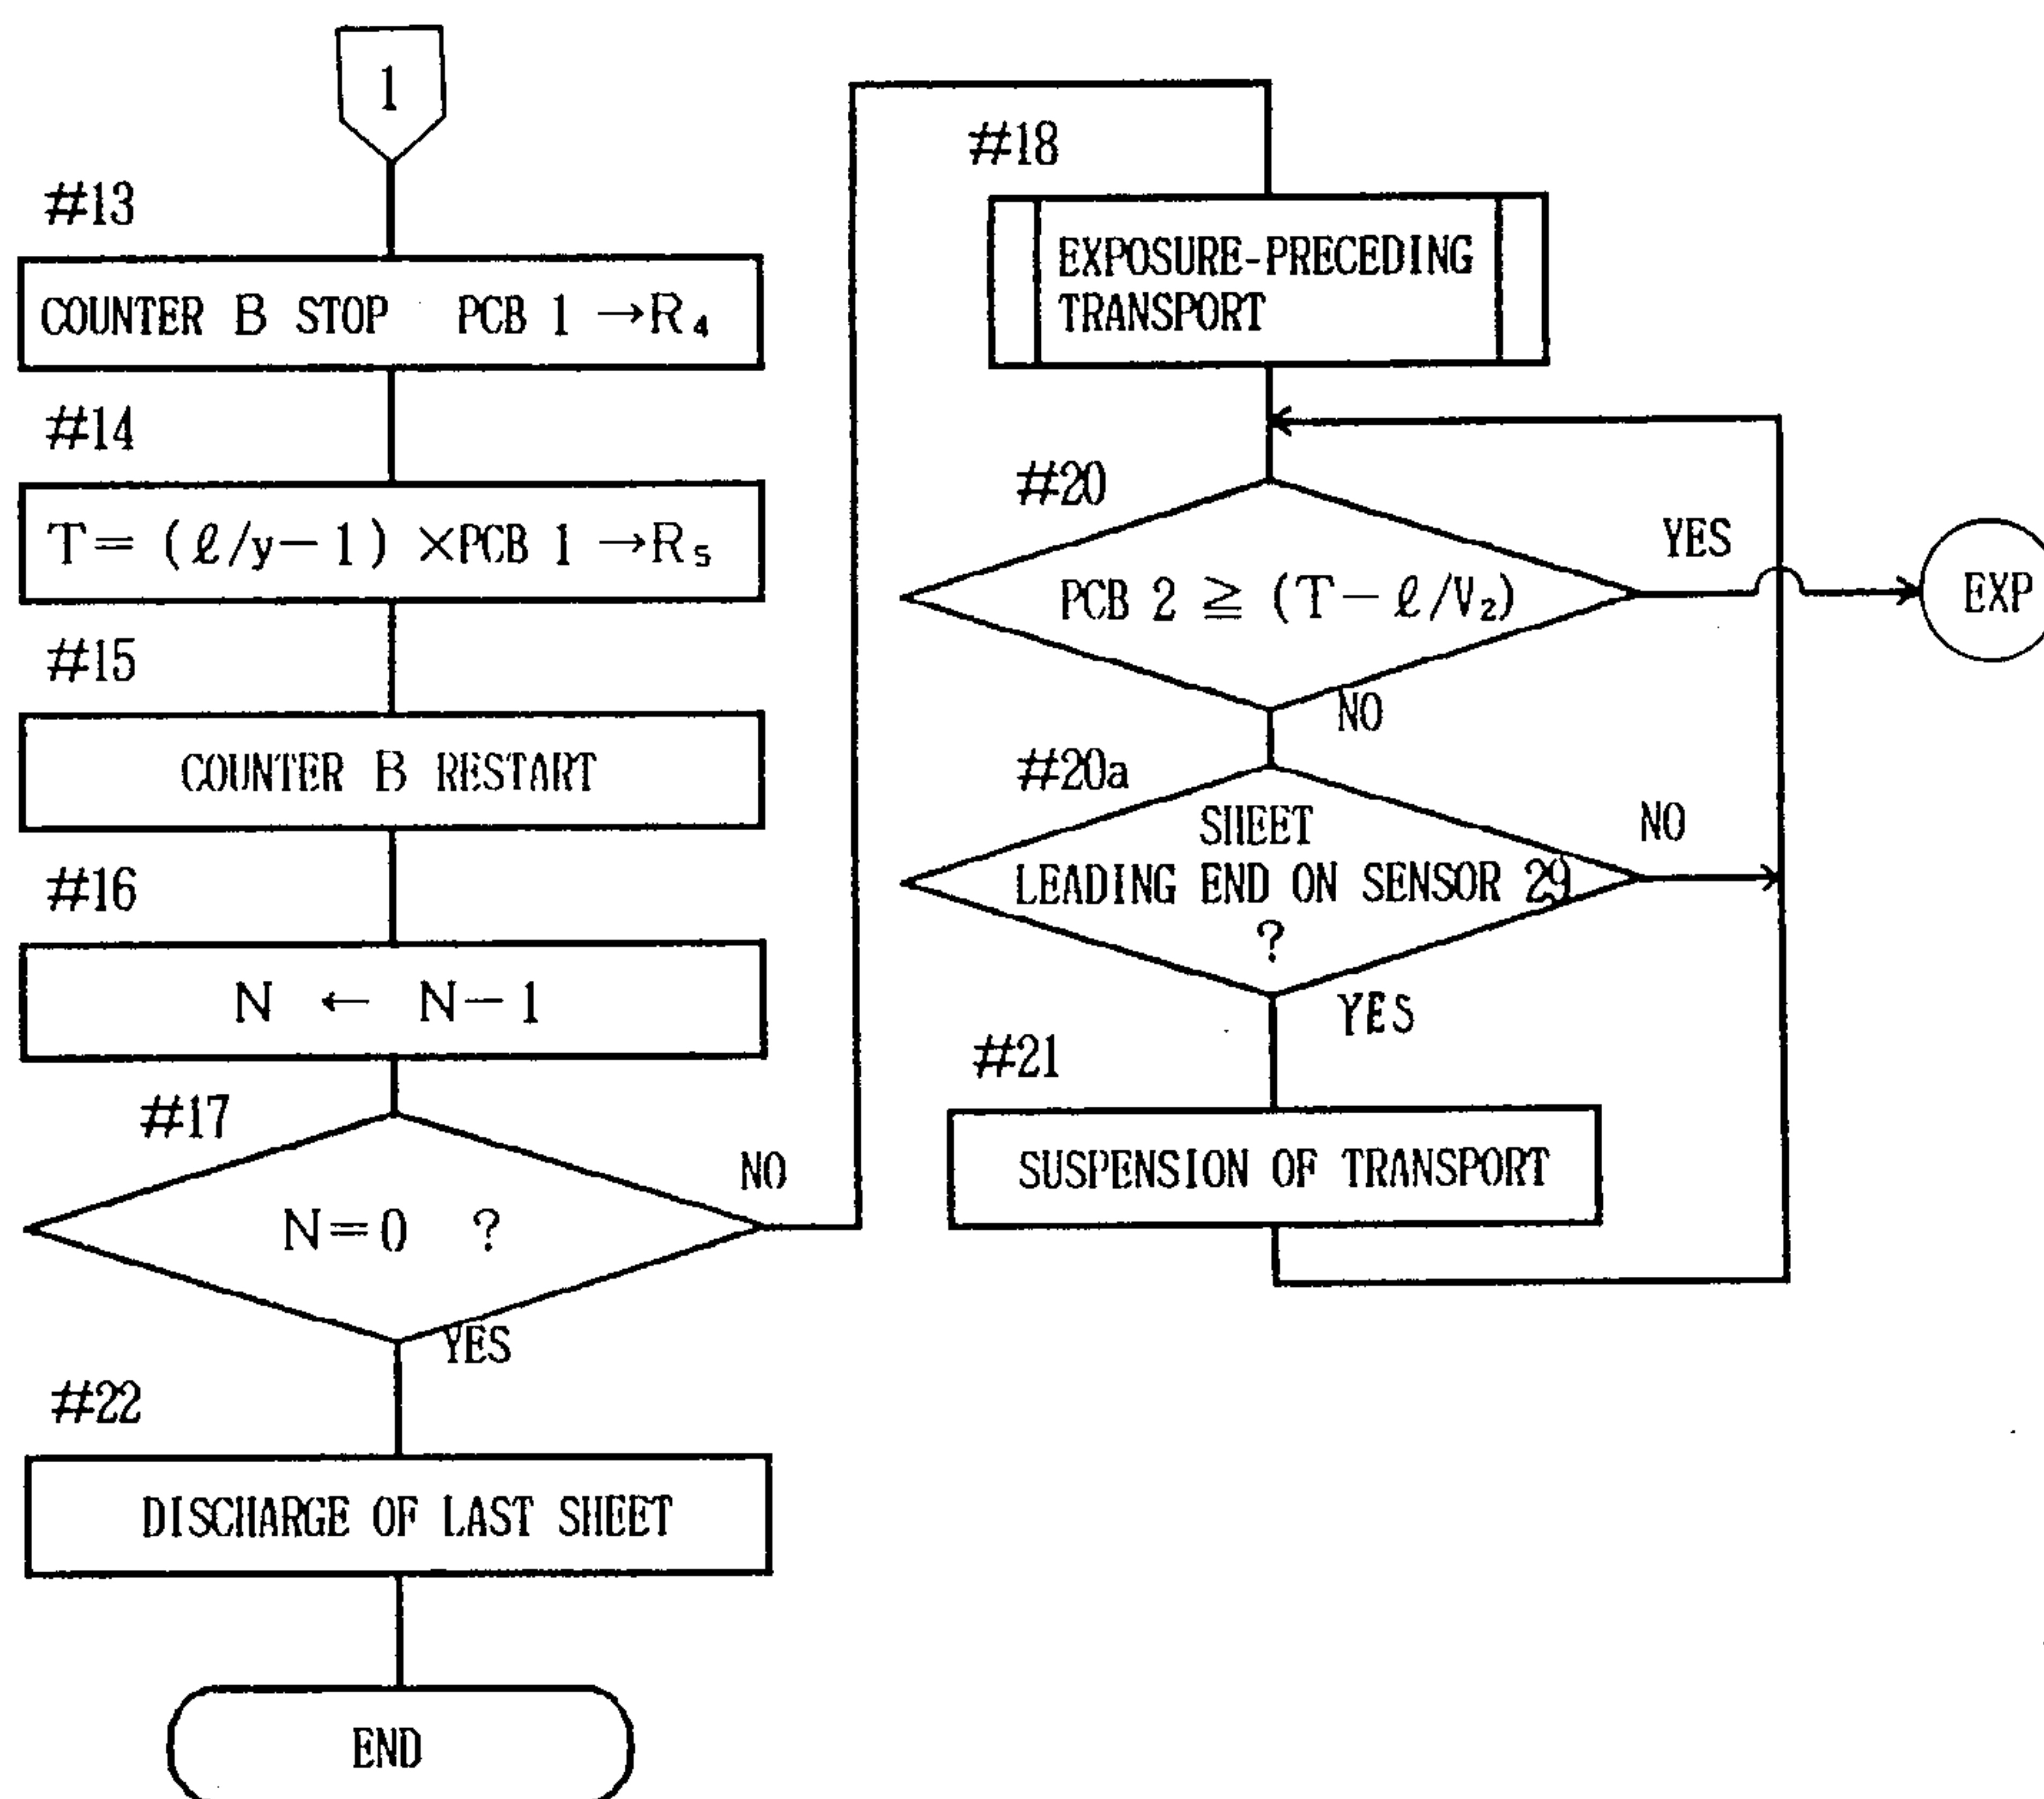 1
#13
COUNTER B STOP PCB 1 →R₄
#14
T= (ℓ/y−1) ×PCB 1 →R₅
#15
COUNTER B RESTART
#16
N ← N−1
#17
N=0 ?
NO
YES
#22
DISCHARGE OF LAST SHEET
END
#18
EXPOSURE-PRECEDING
TRANSPORT
#20
PCB 2 ≧ (T− ℓ/V₂)
YES
EXP
NO
#20a
SHEET
LEADING END ON SENSOR 29
?
NO
YES
#21
SUSPENSION OF TRANSPORT